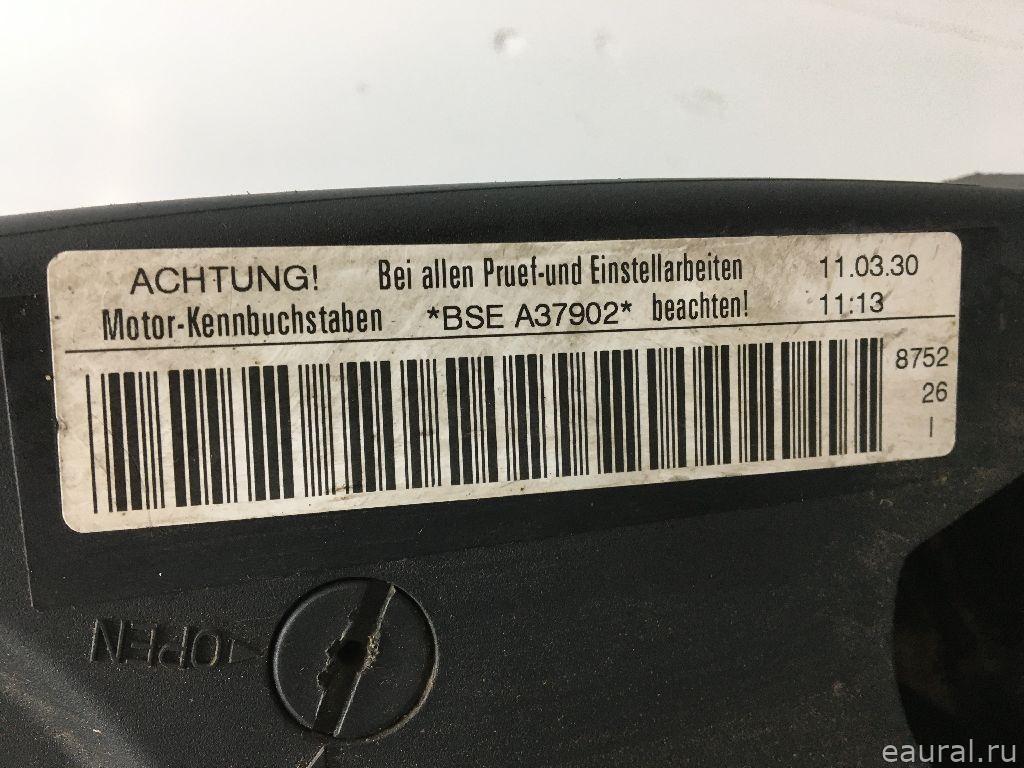 ACHTUNG! Bei allen Pruef-und Einstellarbeiten 11.03.30
Motor-Kennbuchstaben *BSE A37902* beachten! 11:13
8752
26
I
OPEN
eaural.ru